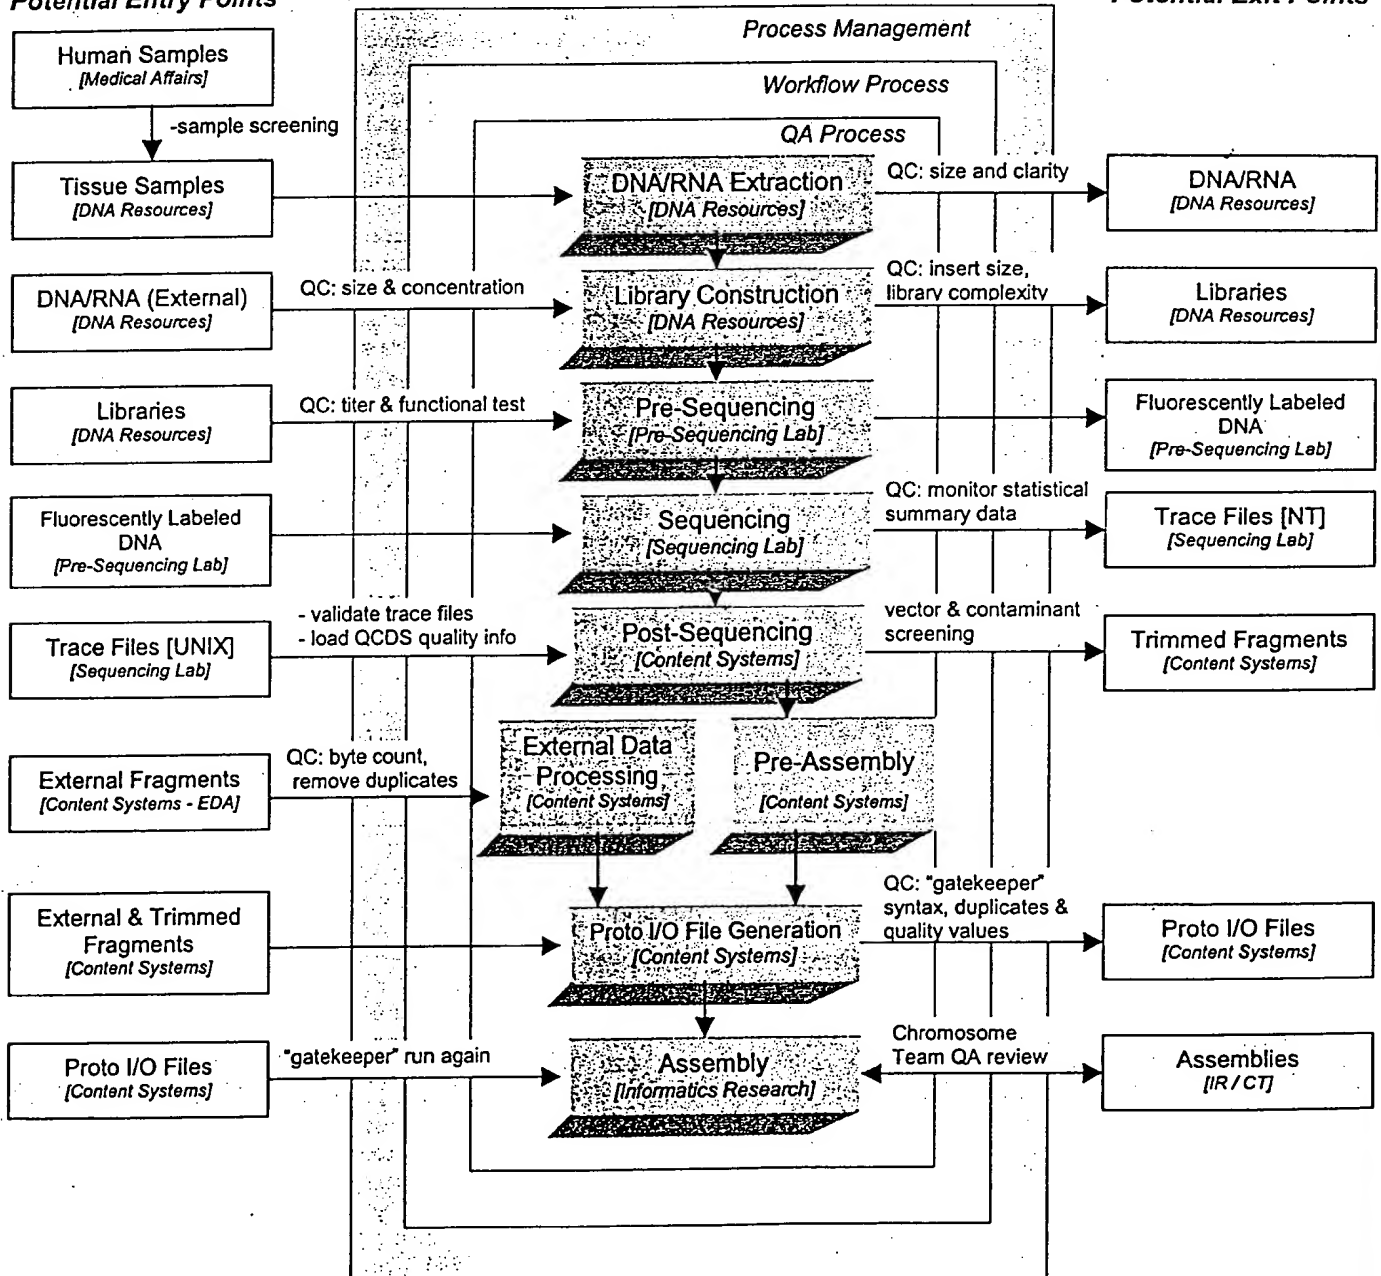 Potential Entry Points
Potential Exit Points
Process Management
Workflow Process
QA Process
Human Samples
[Medical Affairs]
-sample screening
Tissue Samples
[DNA Resources]
DNA/RNA Extraction
[DNA Resources]
QC: size and clarity
DNA/RNA
[DNA Resources]
DNA/RNA (External)
[DNA Resources]
QC: size & concentration
Library Construction
[DNA Resources]
QC: insert size,
library complexity
Libraries
[DNA Resources]
Libraries
[DNA Resources]
QC: titer & functional test
Pre-Sequencing
[Pre-Sequencing Lab]
Fluorescently Labeled
DNA
[Pre-Sequencing Lab]
Fluorescently Labeled
DNA
[Pre-Sequencing Lab]
Sequencing
[Sequencing Lab]
QC: monitor statistical
summary data
Trace Files [NT]
[Sequencing Lab]
Trace Files [UNIX]
[Sequencing Lab]
- validate trace files
- load QCDS quality info
Post-Sequencing
[Content Systems]
vector & contaminant
screening
Trimmed Fragments
[Content Systems]
External Fragments
[Content Systems - EDA]
QC: byte count,
remove duplicates
External Data
Processing
[Content Systems]
Pre-Assembly
[Content Systems]
External & Trimmed
Fragments
[Content Systems]
Proto I/O File Generation
[Content Systems]
QC: "gatekeeper"
syntax, duplicates &
quality values
Proto I/O Files
[Content Systems]
Proto I/O Files
[Content Systems]
"gatekeeper" run again
Assembly
[Informatics Research]
Chromosome
Team QA review
Assemblies
[IR / CT]